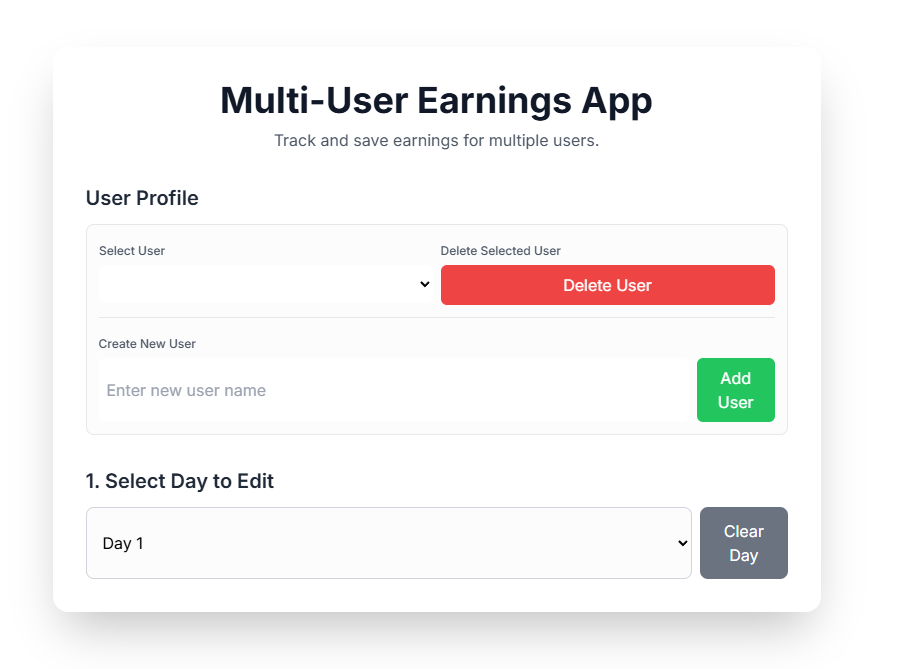 Multi-User Earnings App
Track and save earnings for multiple users.
User Profile
Select User
Delete Selected User
Delete User
Create New User
Enter new user name
Add
User
1. Select Day to Edit
Day 1
Clear
Day